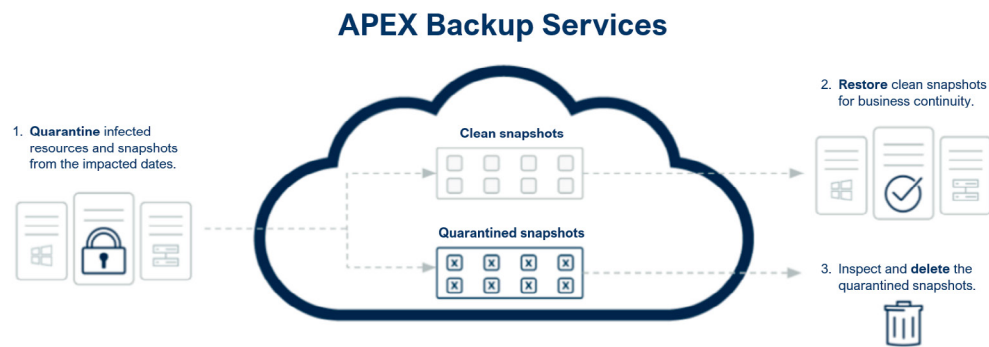 APEX Backup Services
1. Quarantine infected
resources and snapshots
from the impacted dates.
Clean snapshots
Quarantined snapshots
X X X X
X X X X
2. Restore clean snapshots
for business continuity.
3. Inspect and delete the
quarantined snapshots.